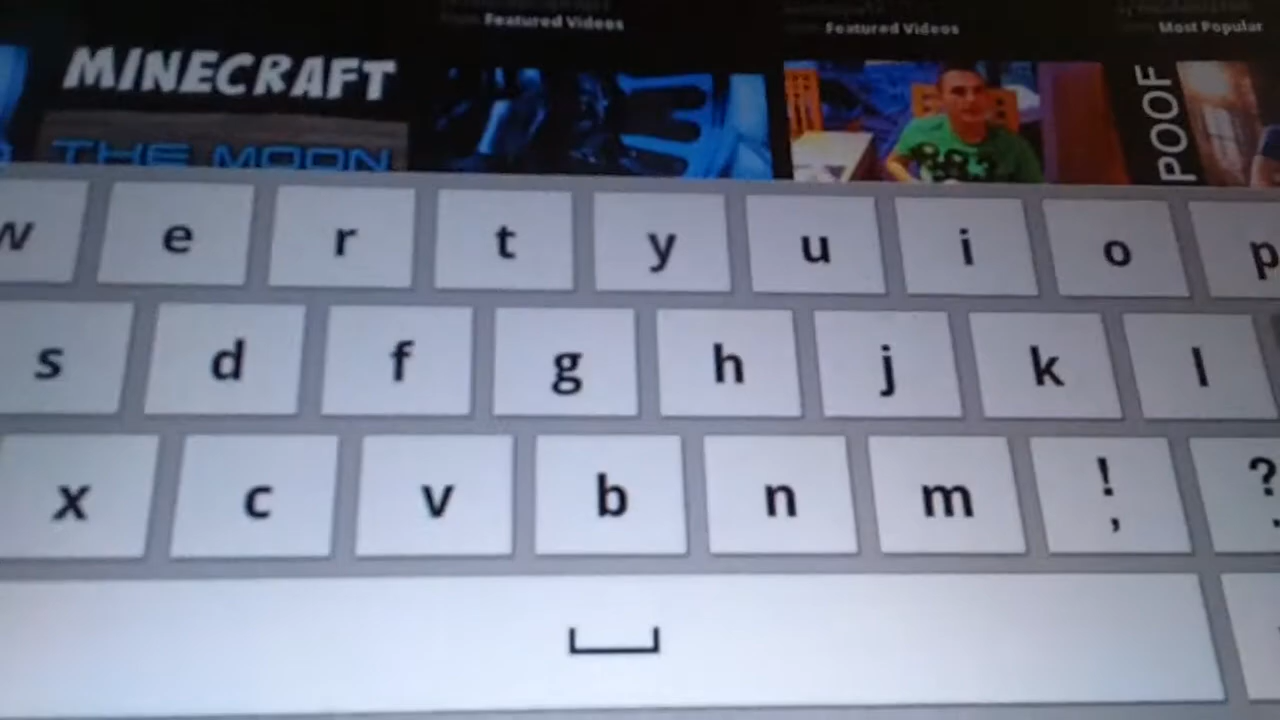 Featured Videos
Featured Videos
Most Popular
MINECRAFT
THE MOON
POOF
w e r t y u i o p
s d f g h j k l
x c v b n m ! , ?